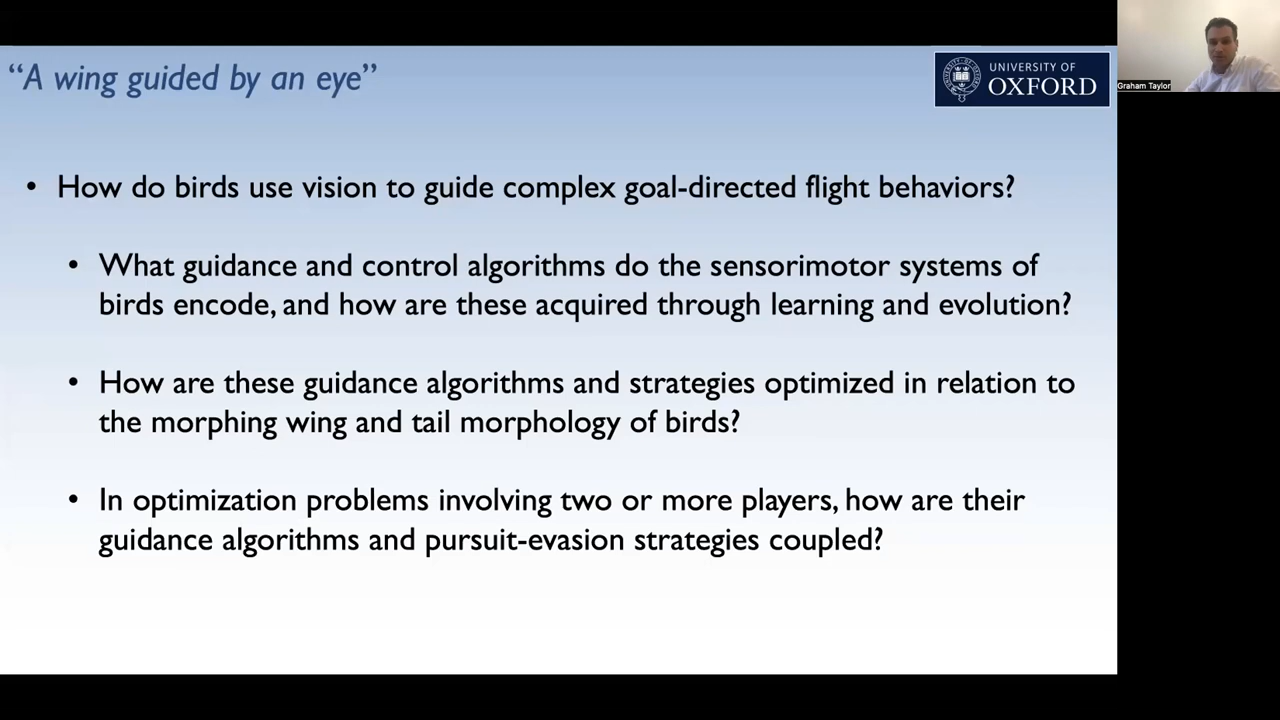 “A wing guided by an eye”
UNIVERSITY OF
OXFORD
Graham Taylor
• How do birds use vision to guide complex goal-directed flight behaviors?
• What guidance and control algorithms do the sensorimotor systems of
birds encode, and how are these acquired through learning and evolution?
• How are these guidance algorithms and strategies optimized in relation to
the morphing wing and tail morphology of birds?
• In optimization problems involving two or more players, how are their
guidance algorithms and pursuit-evasion strategies coupled?